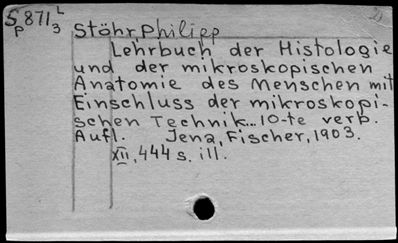 S 871 L
p 3
Stöhr, Philipp
Lehrbuch der Histologie
und der mikroskopischen
Anatomie des Menschen mit
Einschluss der mikroskopi-
schen Technik... 10-te verb.
Aufl. Jena, Fischer, 1903.
XII, 444 s. ill.